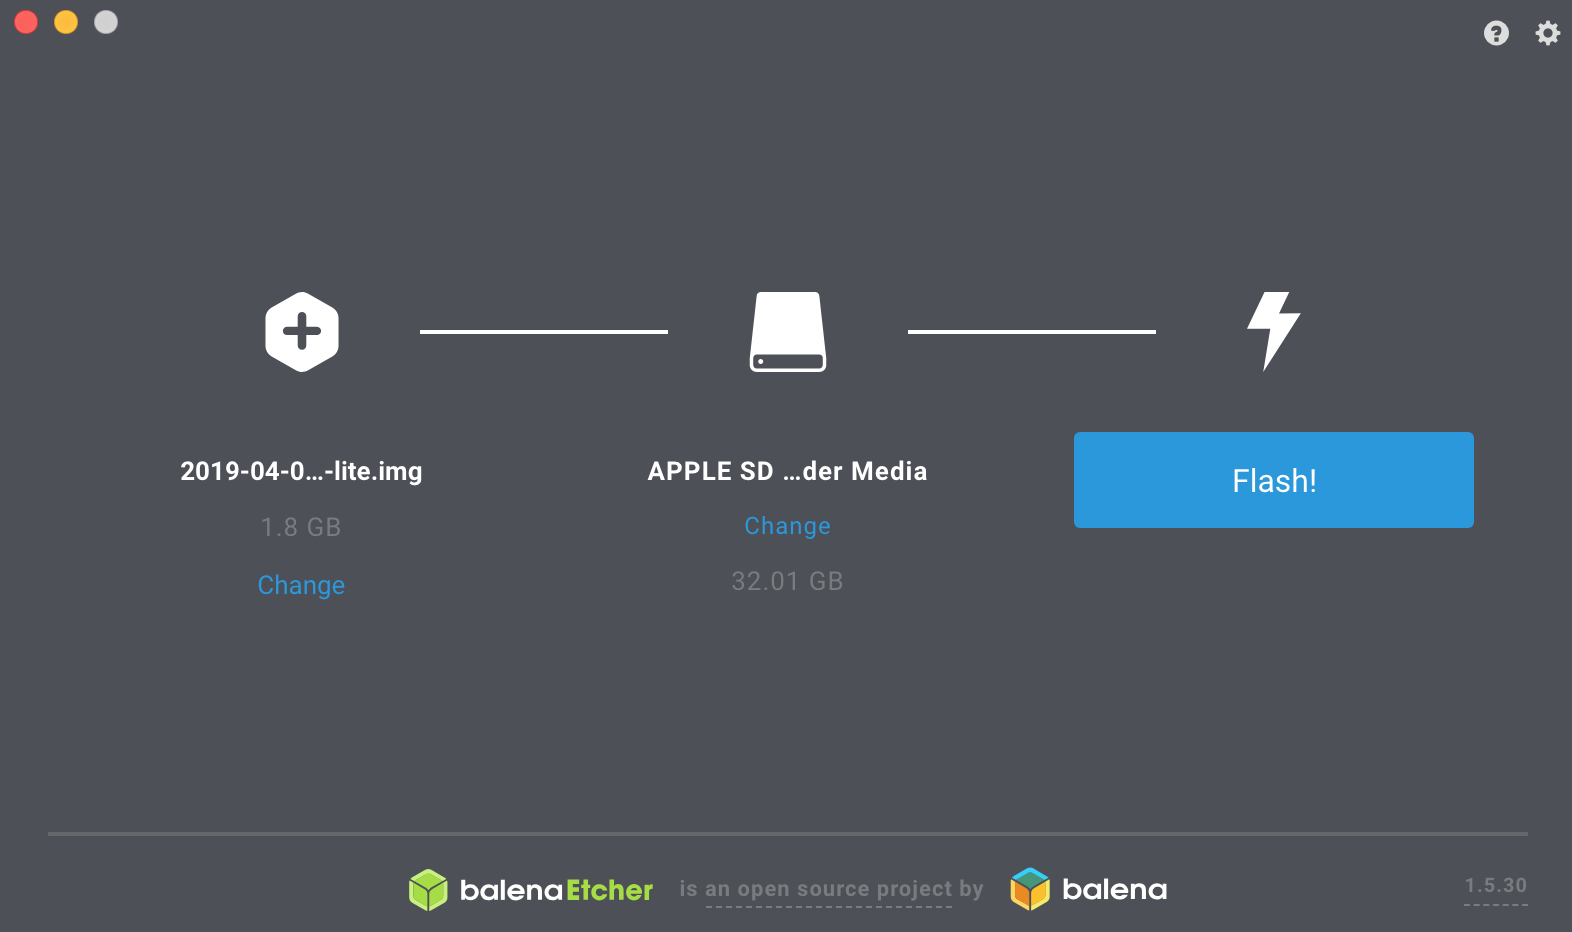 2019-04-0...-lite.img
1.8 GB
Change
APPLE SD ...der Media
Change
32.01 GB
Flash!
balenaEtcher is an open source project by balena
1.5.30